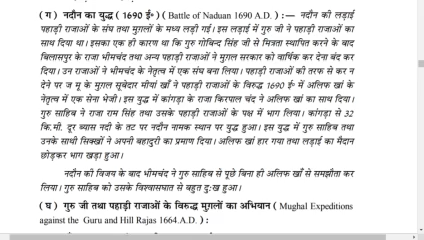 ( ग ) नदौन का युद्ध ( 1690 ई॰ ) ( Battle of Naduan 1690 A.D. ) :— नदौन की लड़ाई
पहाड़ी राजाओं के संघ तथा मुगलों के मध्य लड़ी गई। इस लड़ाई में गुरु जी ने पहाड़ी राजाओं का
साथ दिया था। इसका एक ही कारण था कि गुरु गोबिन्द सिंह जी से मित्रता स्थापित करने के बाद
बिलासपुर के राजा भीमचंद तथा अन्य पहाड़ी राजाओं ने मुगल सरकार को वार्षिक कर देना बंद कर
दिया। उन राजाओं ने भीमचंद के नेतृत्व में एक संघ बना लिया। पहाड़ी राजाओं की तरफ से कर न
देने पर ज मू के मुगल सूबेदार मीयां खाँ ने पहाड़ी राजाओं के विरुद्ध 1690 ई॰ में अलिफ खां के
नेतृत्व में एक सेना भेजी। इस युद्ध में कांगड़ा के राजा किरपाल चंद ने अलिफ खां का साथ दिया।
गुरु साहिब ने राजा राम सिंह तथा पहाड़ी राजाओं के पक्ष में भाग लिया। कांगड़ा से 32
कि.मी. दूर ब्यास नदी के तट पर नदौन नामक स्थान पर युद्ध हुआ। इस युद्ध में गुरु साहिब तथा
उनके साथी सिक्खों ने अपनी बहादुरी का प्रमाण दिया। अलिफ खां हार गया तथा लड़ाई का मैदान
छोड़कर भाग खड़ा हुआ।
नदौन की विजय के बाद भीमचंद ने गुरु साहिब से पूछे बिना ही अलिफ खाँ से समझौता कर
लिया। गुरु साहिब को उसके विश्वासघात से बहुत दु:ख हुआ।
( घ ) गुरु जी तथा पहाड़ी राजाओं के विरुद्ध मुगलों का अभियान ( Mughal Expeditions
against the Guru and Hill Rajas 1664.A.D. ) :